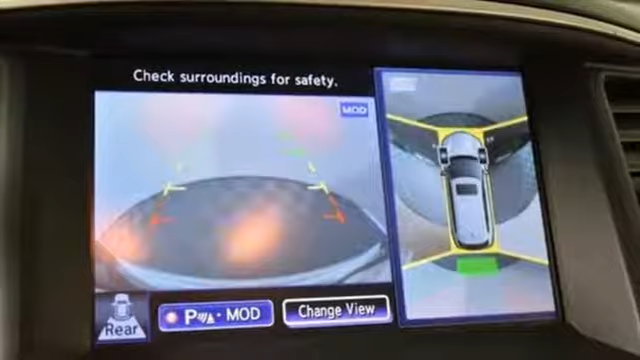 Check surroundings for safety.
MOD
Rear
P · MOD
Change View